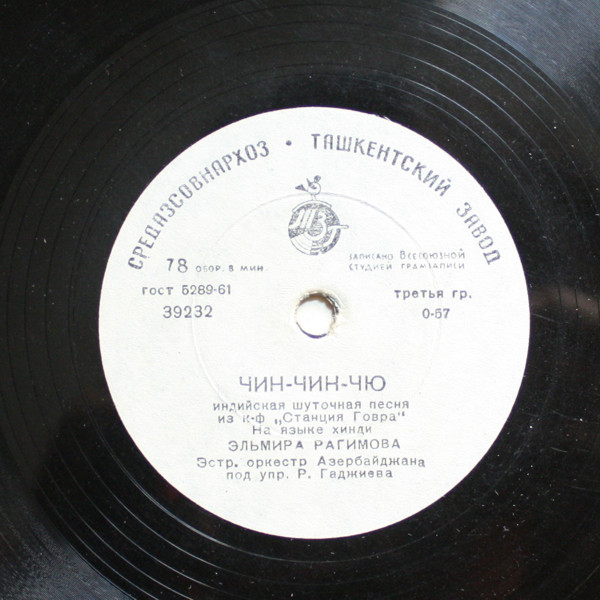 СРЕДАЗСОВНАРХОЗ • ТАШКЕНТСКИЙ ЗАВОД
78 ОБОР. В МИН.
ЗАПИСАНО ВСЕСОЮЗНОЙ
СТУДИЕЙ ГРАМЗАПИСИ
ГОСТ 5289-61
третья гр.
39232
0-57
ЧИН-ЧИН-ЧЮ
индийская шуточная песня
из к-ф „Станция Говра"
На языке хинди
ЭЛЬМИРА РАГИМОВА
Эстр. оркестр Азербайджана
под упр. Р. Гаджиева